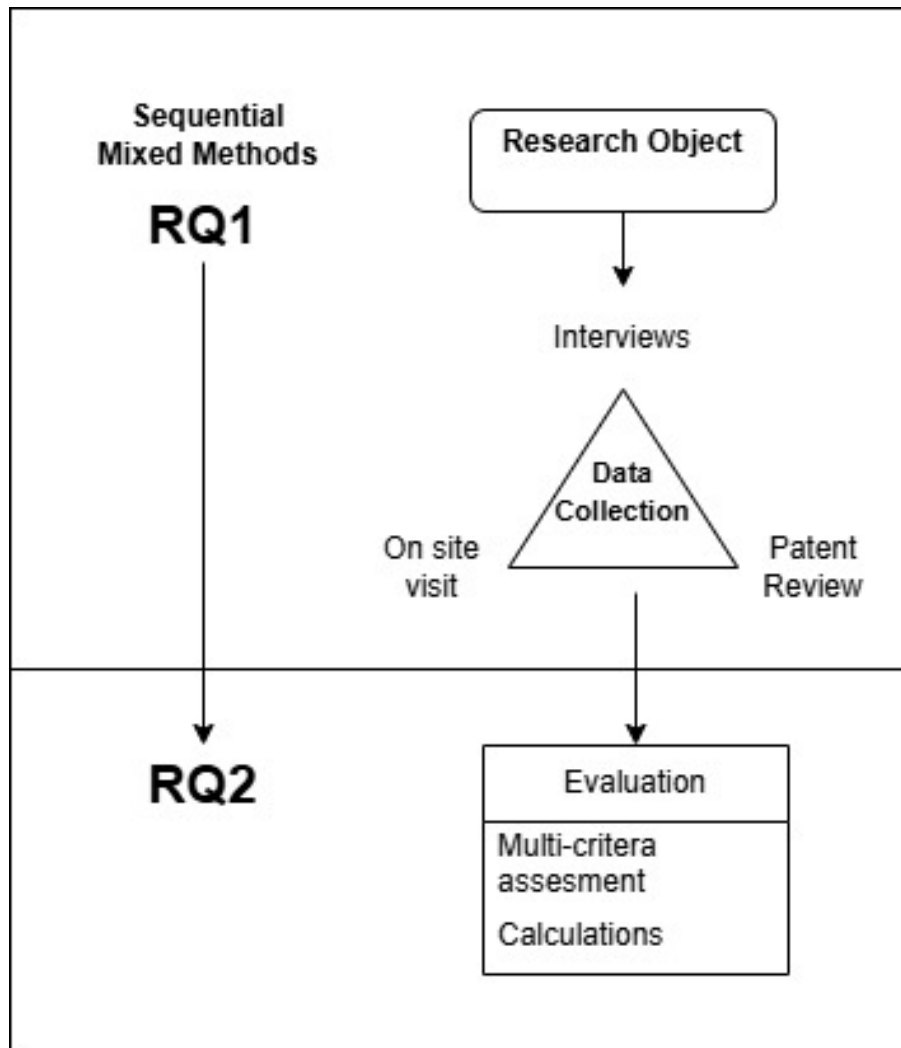 Sequential
Mixed Methods
RQ1
Research Object
Interviews
Data
Collection
On site
visit
Patent
Review
RQ2
Evaluation
Multi-critera
assesment
Calculations